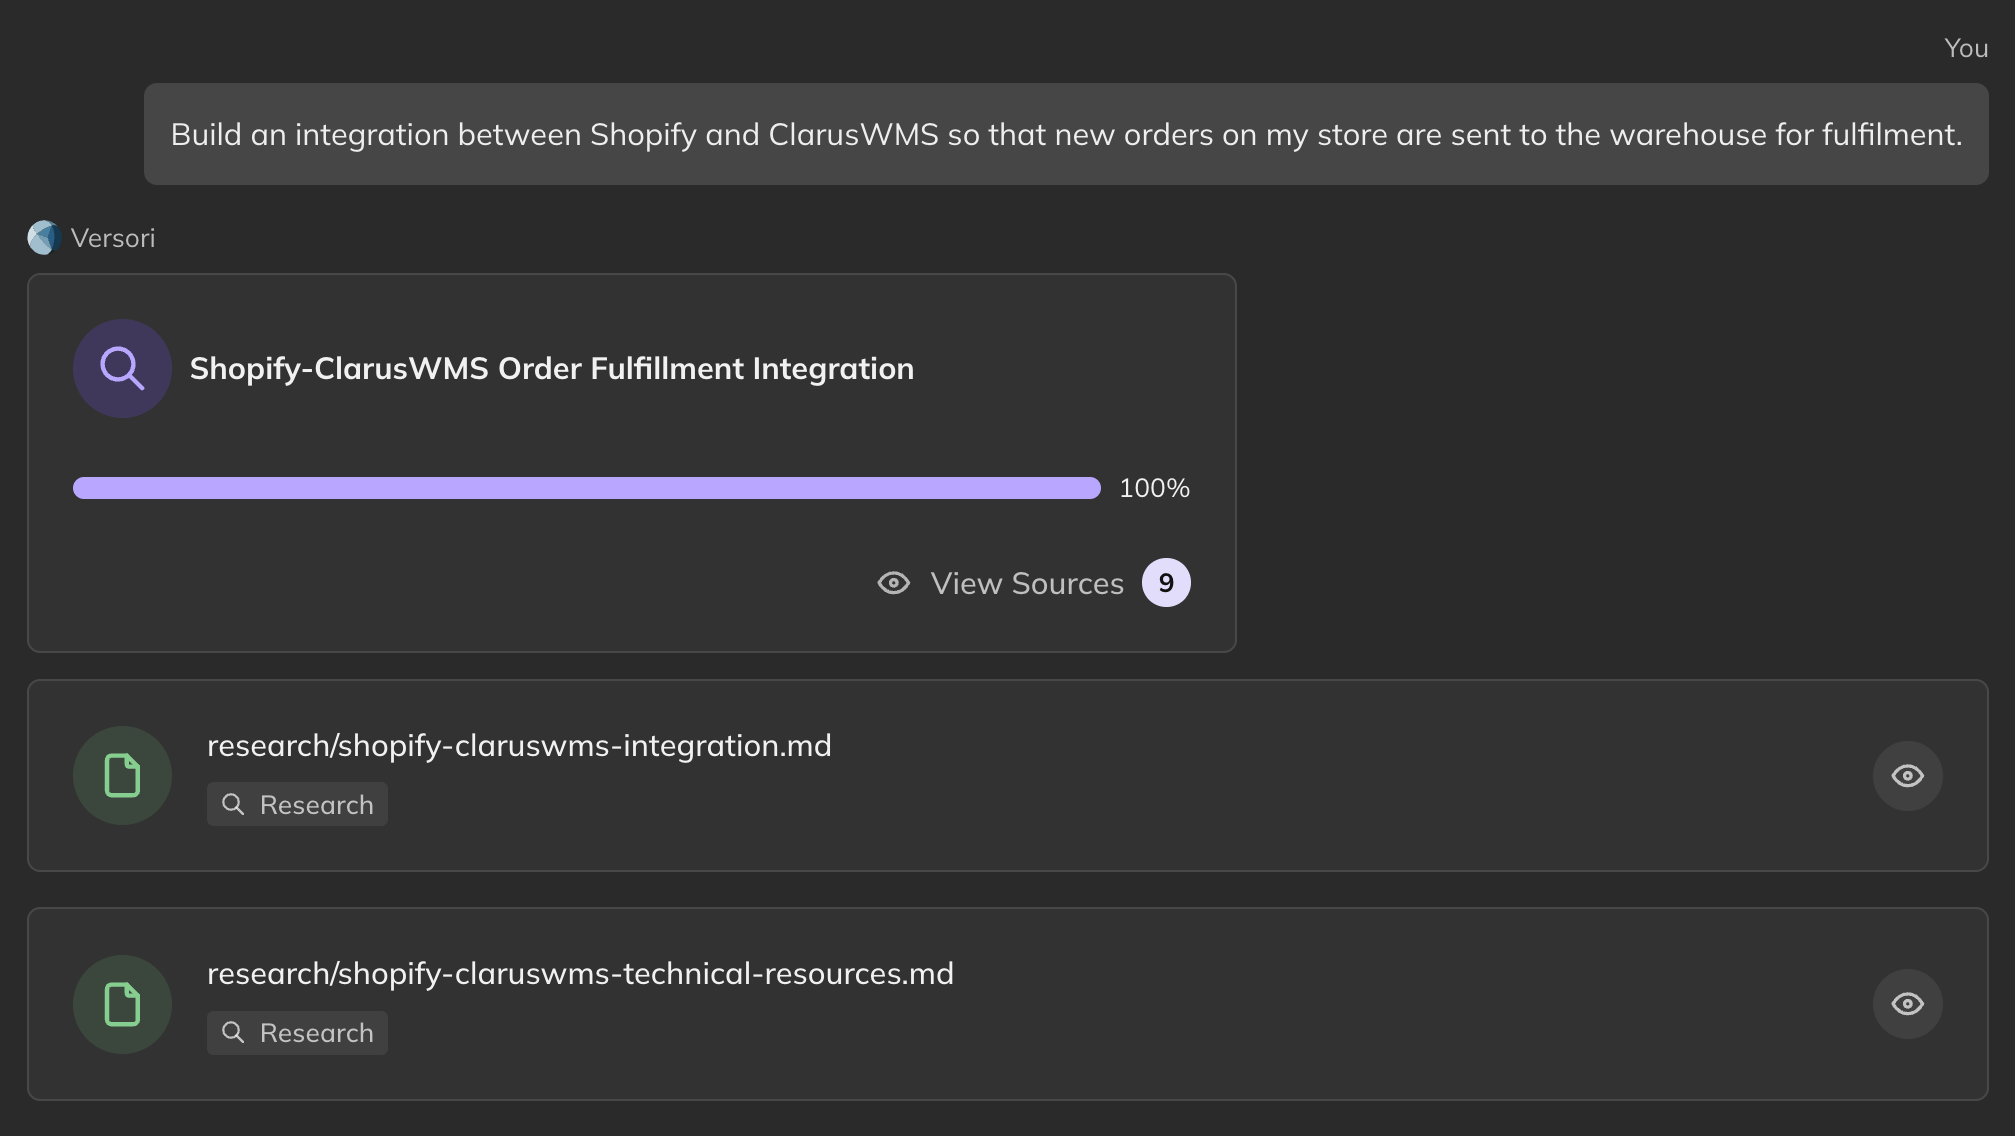 You
Build an integration between Shopify and ClarusWMS so that new orders on my store are sent to the warehouse for fulfilment.
Versori
Shopify-ClarusWMS Order Fulfillment Integration
100%
View Sources 9
research/shopify-claruswms-integration.md
Research
research/shopify-claruswms-technical-resources.md
Research